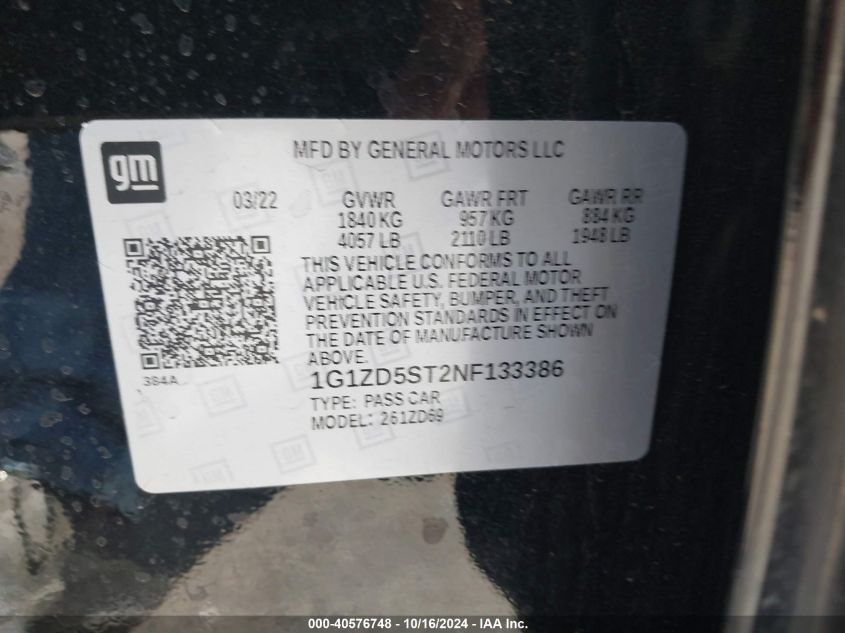 gm
MFD BY GENERAL MOTORS LLC
03/22 GVWR GAWR FRT GAWR RR
1840 KG 957 KG 884 KG
4057 LB 2110 LB 1948 LB
THIS VEHICLE CONFORMS TO ALL
APPLICABLE U.S. FEDERAL MOTOR
VEHICLE SAFETY, BUMPER, AND THEFT
PREVENTION STANDARDS IN EFFECT ON
THE DATE OF MANUFACTURE SHOWN
ABOVE.
384A
1G1ZD5ST2NF133386
TYPE: PASS CAR
MODEL: 261ZD69
000-40576748 - 10/16/2024 - IAA Inc.